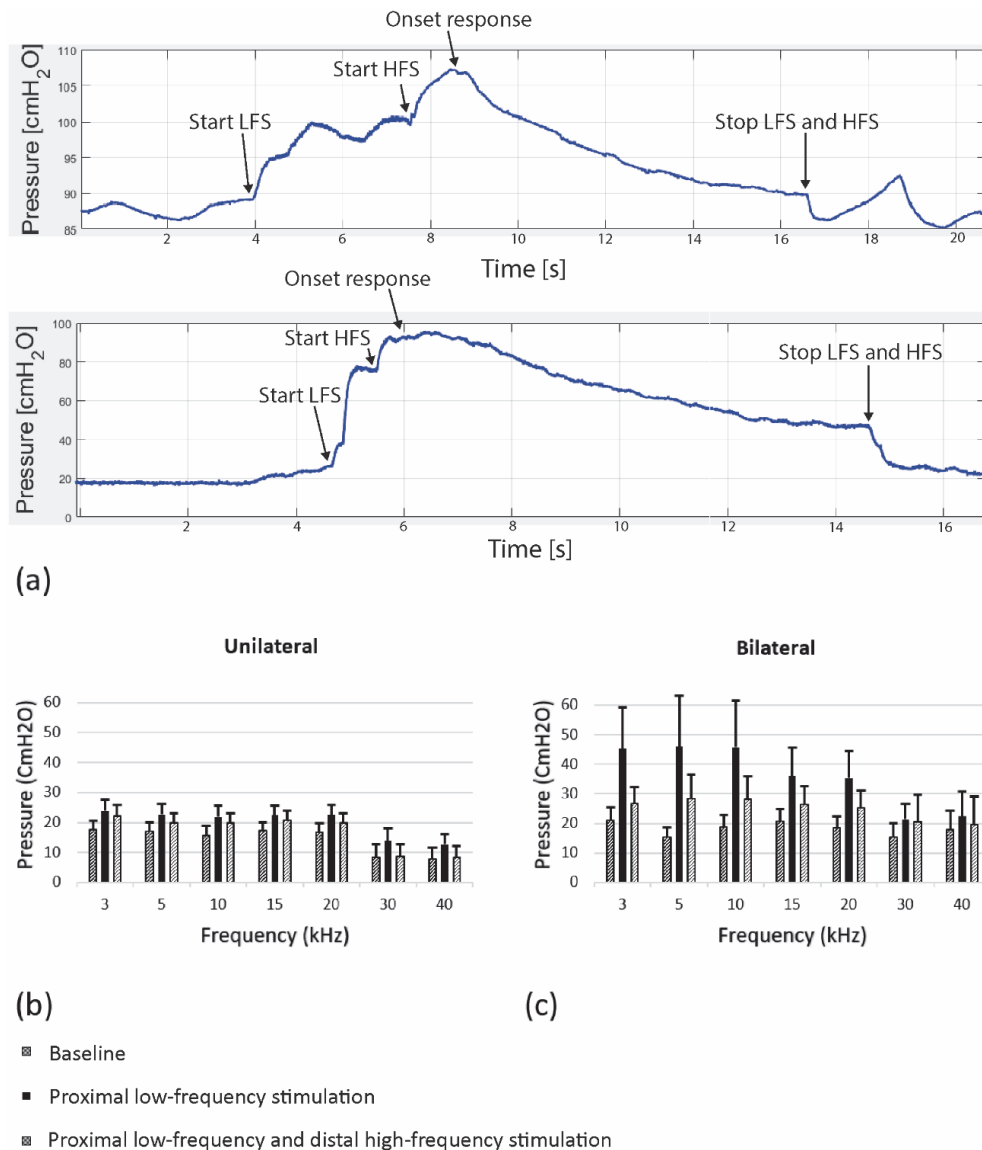 Onset response
Start HFS
Start LFS
Stop LFS and HFS
Pressure [cmH2O]
110
105
100
95
90
85
2 4 6 8 10 12 14 16 18 20
Time [s]
Onset response
Start HFS
Start LFS
Stop LFS and HFS
Pressure [cmH2O]
100
80
60
40
20
0
2 4 6 8 10 12 14 16
Time [s]
(a)
Unilateral
Pressure (CmH2O)
60
50
40
30
20
10
0
3 5 10 15 20 30 40
Frequency (kHz)
(b)
Bilateral
Pressure (CmH2O)
60
50
40
30
20
10
0
3 5 10 15 20 30 40
Frequency (kHz)
(c)
Baseline
Proximal low-frequency stimulation
Proximal low-frequency and distal high-frequency stimulation